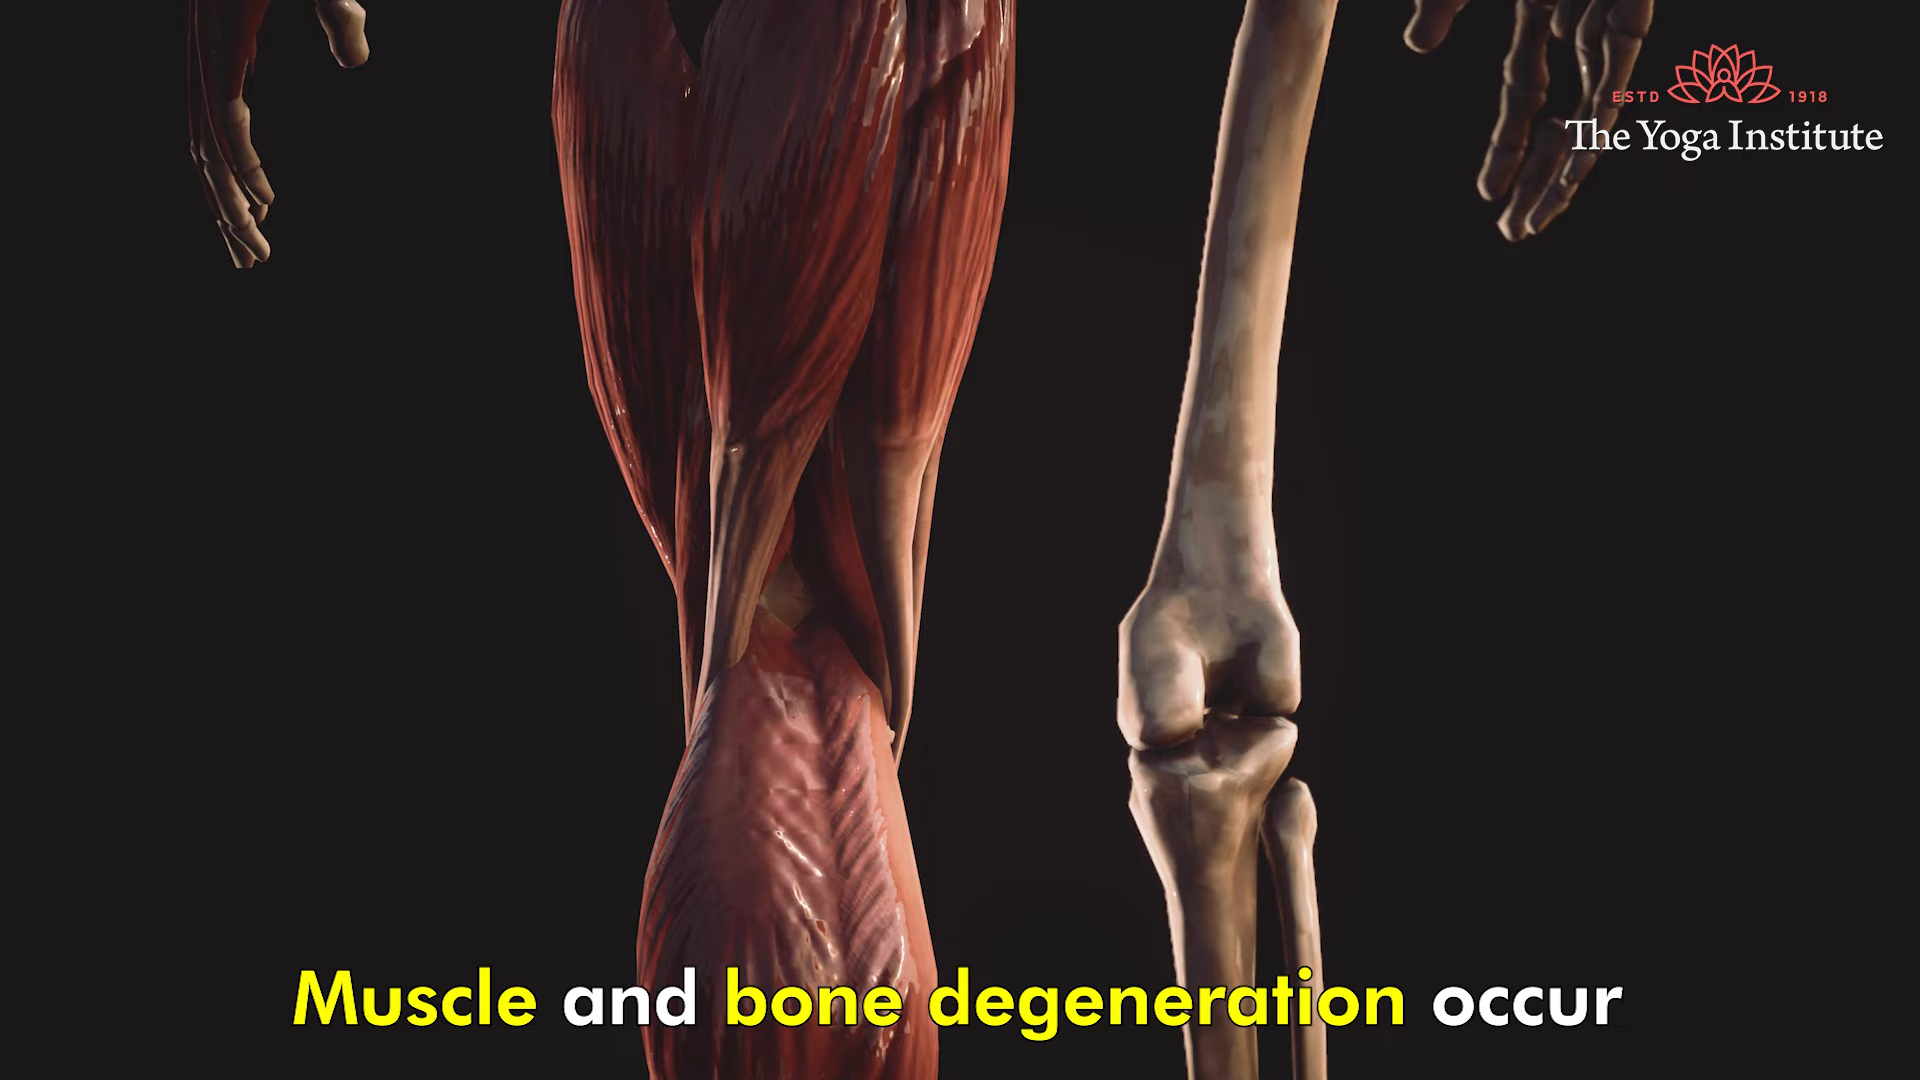 ESTD 1918
The Yoga Institute
Muscle and bone degeneration occur